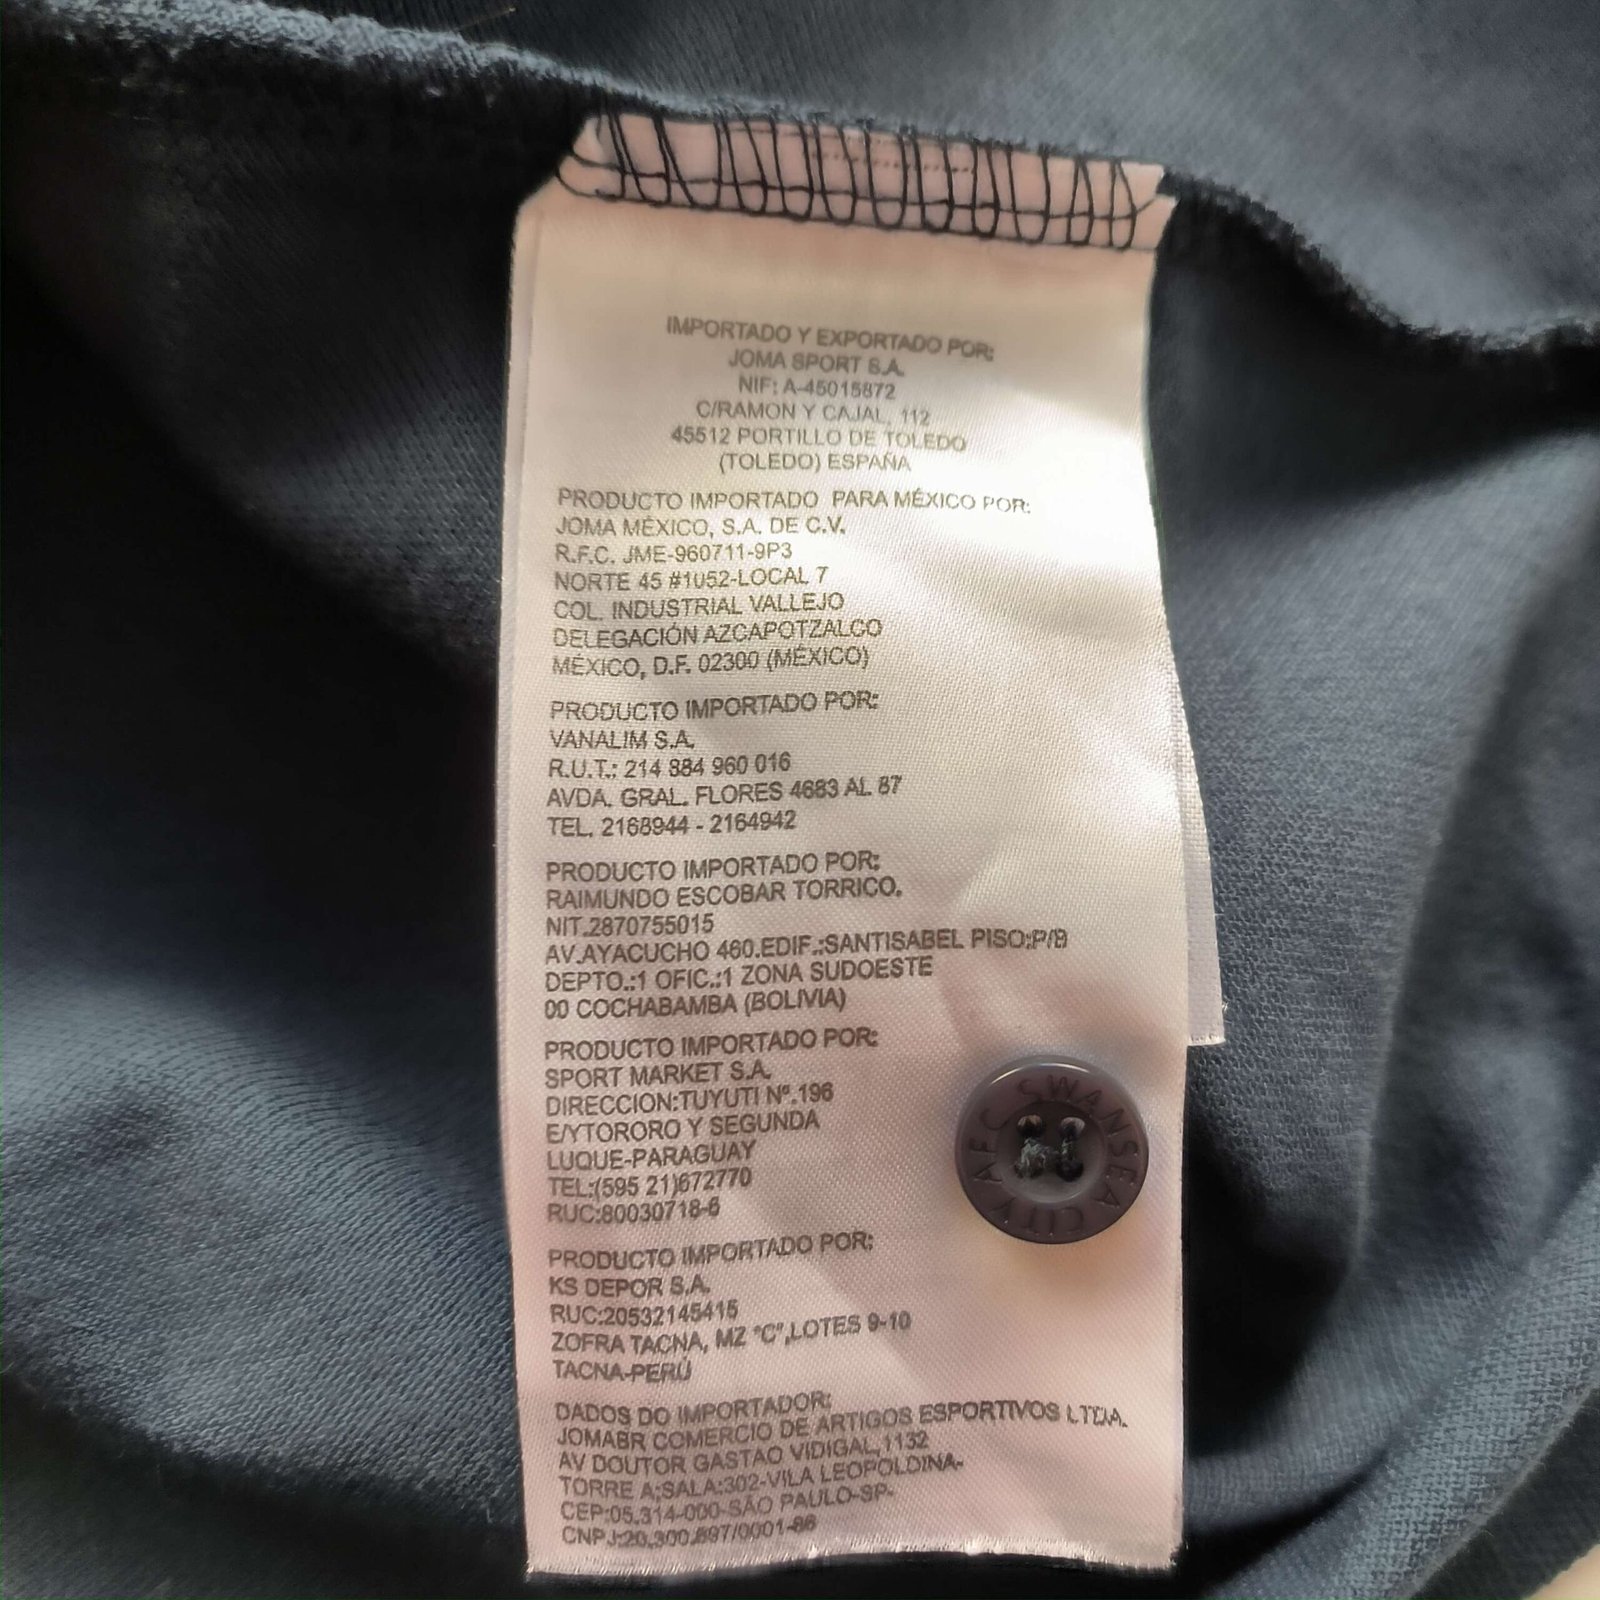 IMPORTADO Y EXPORTADO POR:
JOMA SPORT S.A.
NIF: A-45015872
C/RAMON Y CAJAL, 112
45512 PORTILLO DE TOLEDO
(TOLEDO) ESPAÑA
PRODUCTO IMPORTADO PARA MÉXICO POR:
JOMA MÉXICO, S.A. DE C.V.
R.F.C. JME-960711-9P3
NORTE 45 #1052-LOCAL 7
COL. INDUSTRIAL VALLEJO
DELEGACIÓN AZCAPOTZALCO
MÉXICO, D.F. 02300 (MÉXICO)
PRODUCTO IMPORTADO POR:
VANALIM S.A.
R.U.T.: 214 884 960 016
AVDA. GRAL. FLORES 4683 AL 87
TEL. 2168944 - 2164942
PRODUCTO IMPORTADO POR:
RAIMUNDO ESCOBAR TORRICO.
NIT.2870755015
AV.AYACUCHO 460.EDIF.:SANTISABEL PISO:P/B
DEPTO.:1 OFIC.:1 ZONA SUDOESTE
00 COCHABAMBA (BOLIVIA)
PRODUCTO IMPORTADO POR:
SPORT MARKET S.A.
DIRECCION:TUYUTI Nº.196
E/YTORORO Y SEGUNDA
LUQUE-PARAGUAY
TEL:(595 21)672770
RUC:80030718-6
PRODUCTO IMPORTADO POR:
KS DEPOR S.A.
RUC:20532145415
ZOFRA TACNA, MZ "C",LOTES 9-10
TACNA-PERÚ
DADOS DO IMPORTADOR:
JOMABR COMERCIO DE ARTIGOS ESPORTIVOS LTDA.
AV DOUTOR GASTAO VIDIGAL,1132
TORRE A;SALA:302-VILA LEOPOLDINA-
CEP:05.314-000-SÃO PAULO-SP-
CNPJ:20.300.697/0001-86
SWANSEA CITY AFC